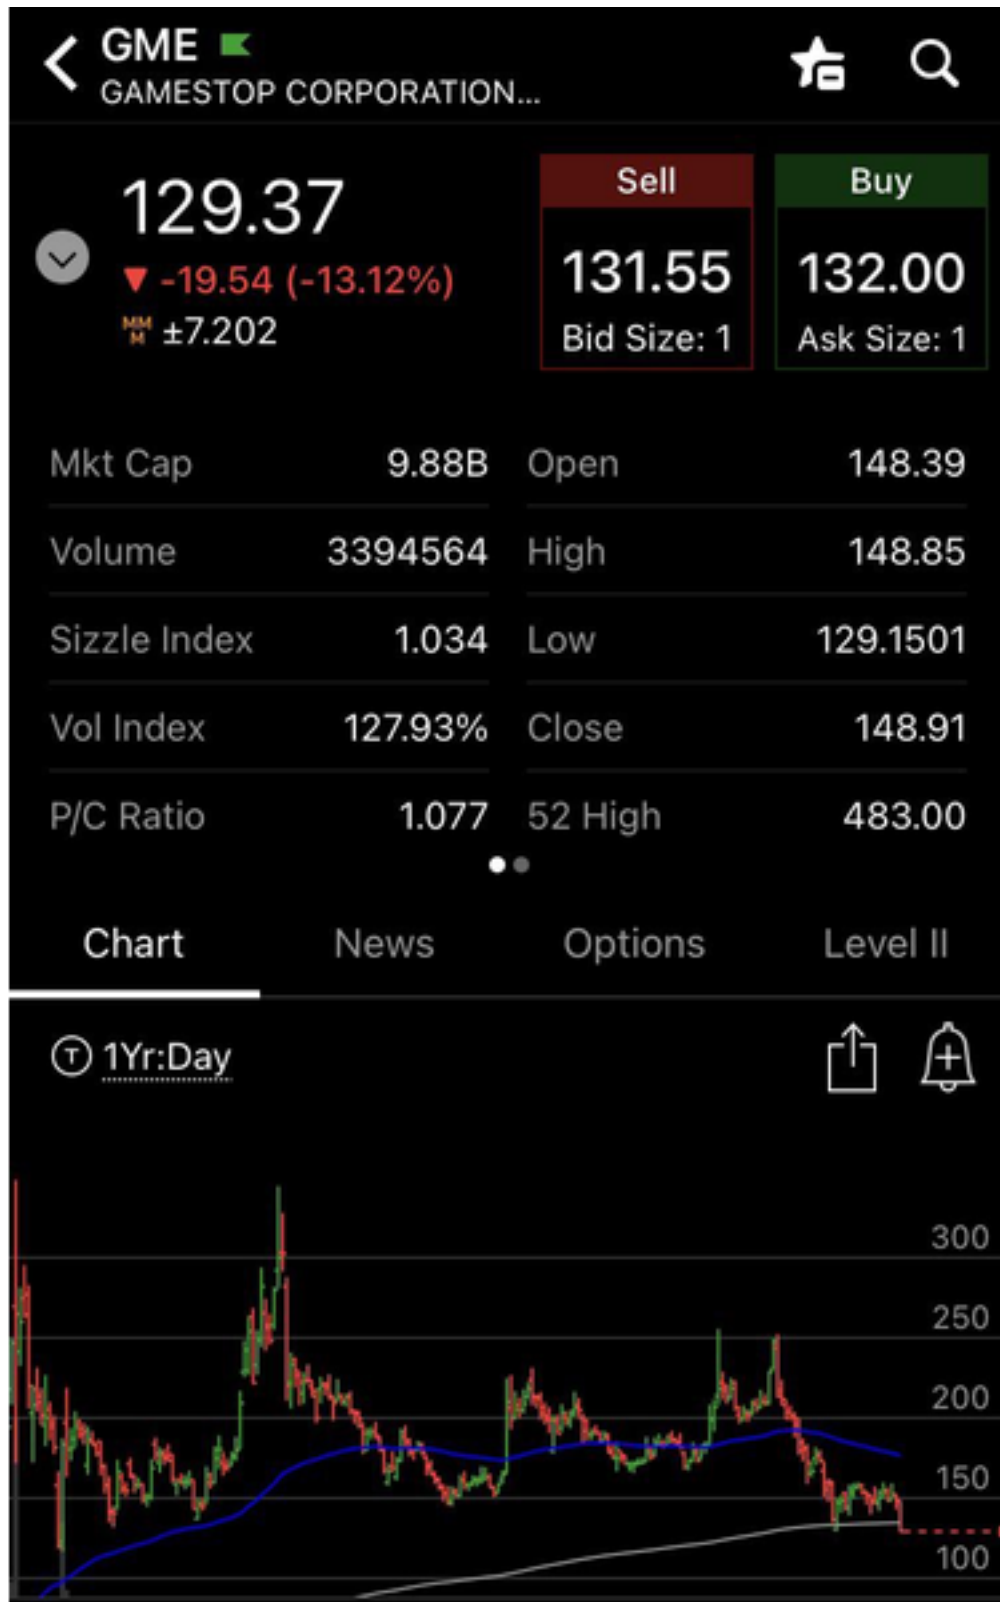 GME
GAMESTOP CORPORATION...
129.37
-19.54 (-13.12%)
MM
M ±7.202
Sell
131.55
Bid Size: 1
Buy
132.00
Ask Size: 1
Mkt Cap 9.88B Open 148.39
Volume 3394564 High 148.85
Sizzle Index 1.034 Low 129.1501
Vol Index 127.93% Close 148.91
P/C Ratio 1.077 52 High 483.00
Chart News Options Level II
T 1Yr:Day
300
250
200
150
100